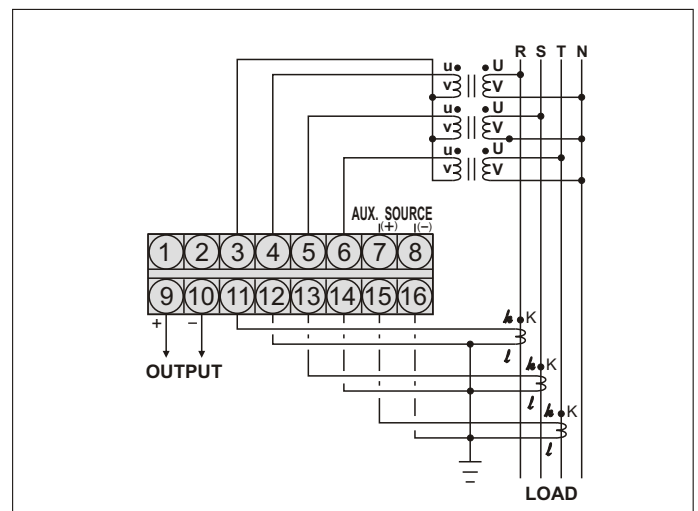 R S T N
u U
v V
u U
v V
u U
v V
AUX. SOURCE
(+) (−)
1 2 3 4 5 6 7 8
9 10 11 12 13 14 15 16
+ −
OUTPUT
k K
l
k K
l
k K
l
LOAD